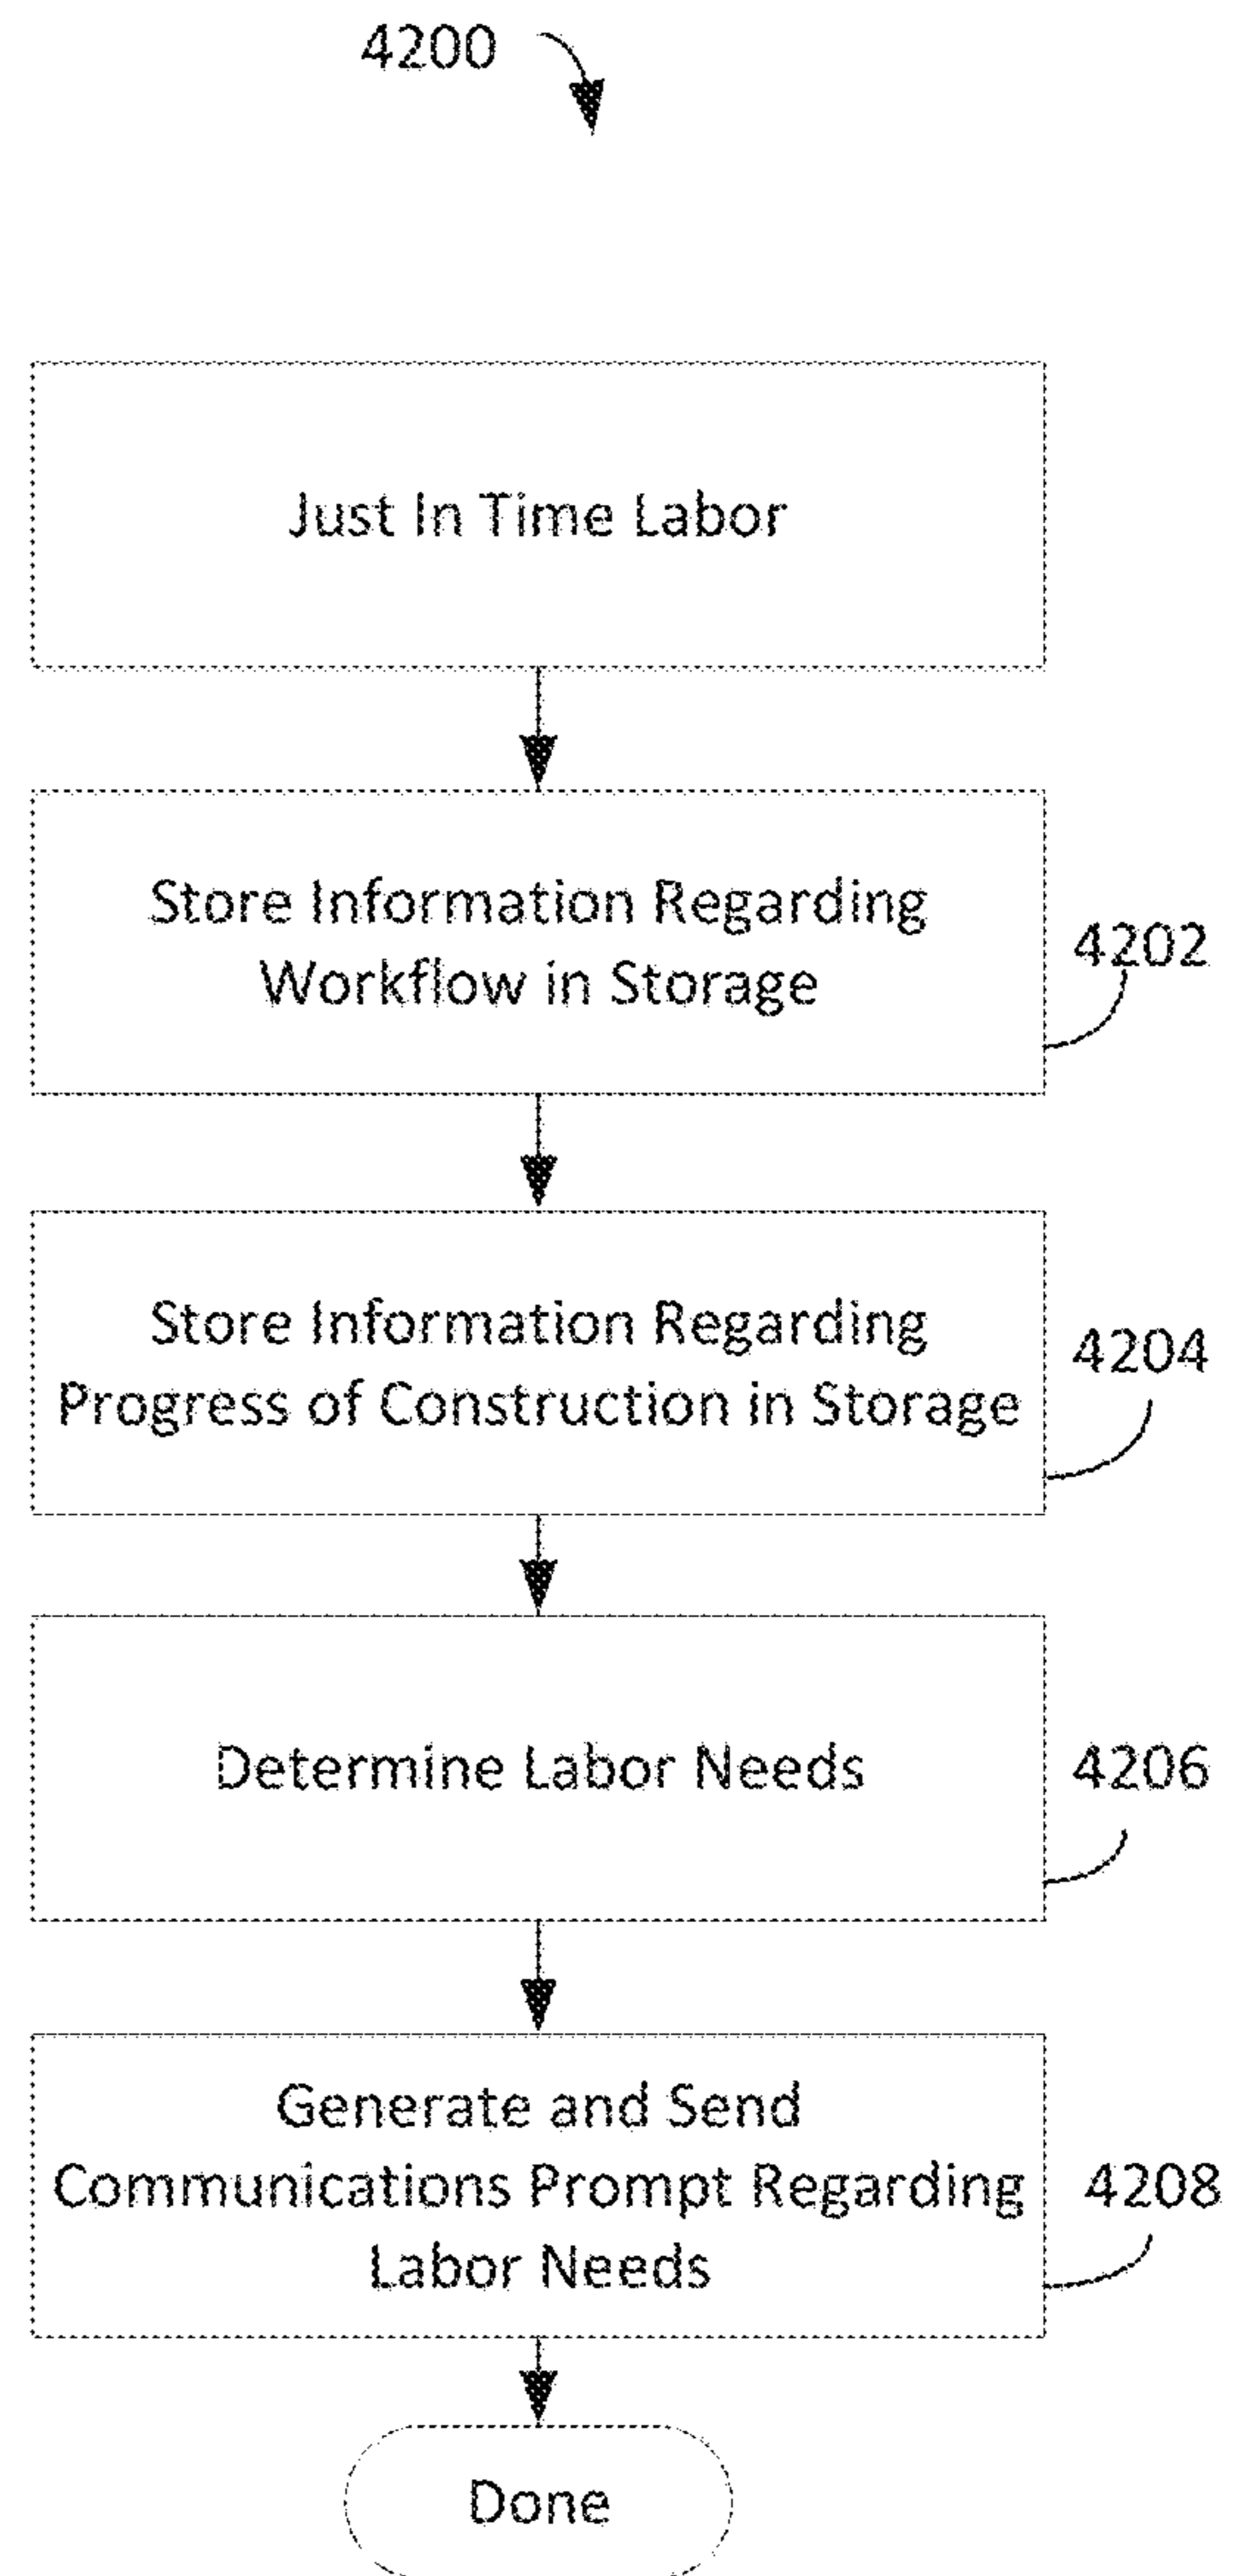 4200
Just In Time Labor
Store Information Regarding
Workflow in Storage
4202
Store Information Regarding
Progress of Construction in Storage
4204
Determine Labor Needs
4206
Generate and Send
Communications Prompt Regarding
Labor Needs
4208
Done